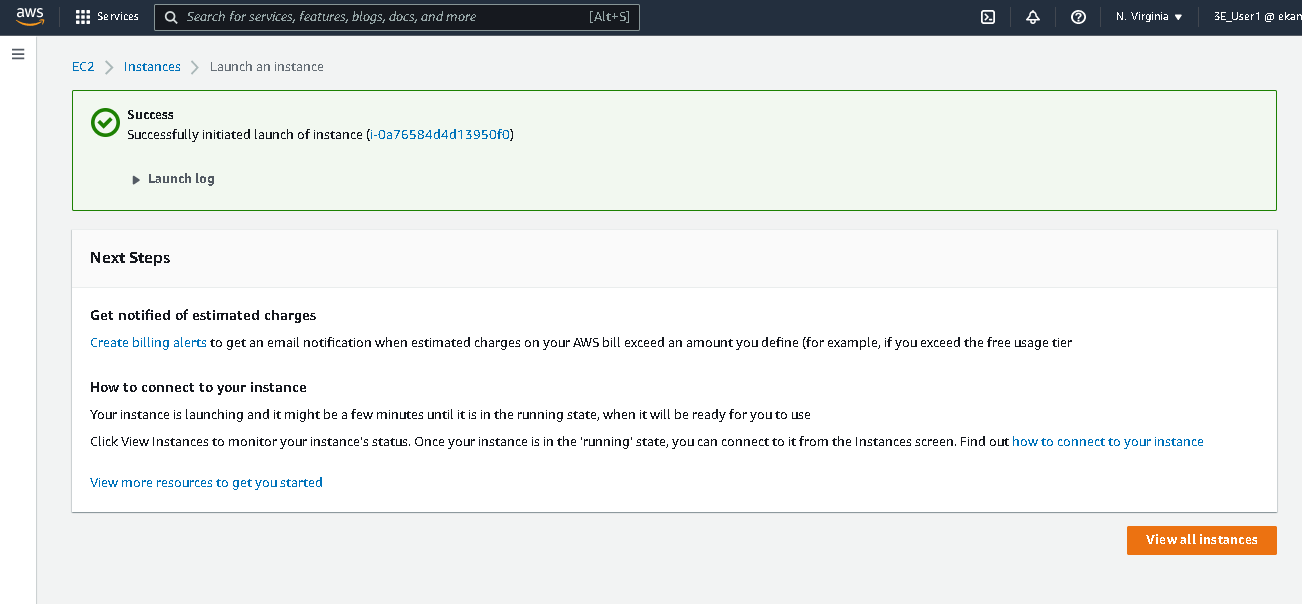 aws
Services
Search for services, features, blogs, docs, and more
[Alt+S]
N. Virginia
3E_User1 @ ekan
EC2
Instances
Launch an instance
Success
Successfully initiated launch of instance (i-0a76584d4d13950f0)
Launch log
Next Steps
Get notified of estimated charges
Create billing alerts to get an email notification when estimated charges on your AWS bill exceed an amount you define (for example, if you exceed the free usage tier
How to connect to your instance
Your instance is launching and it might be a few minutes until it is in the running state, when it will be ready for you to use
Click View Instances to monitor your instance's status. Once your instance is in the 'running' state, you can connect to it from the Instances screen. Find out how to connect to your instance
View more resources to get you started
View all instances